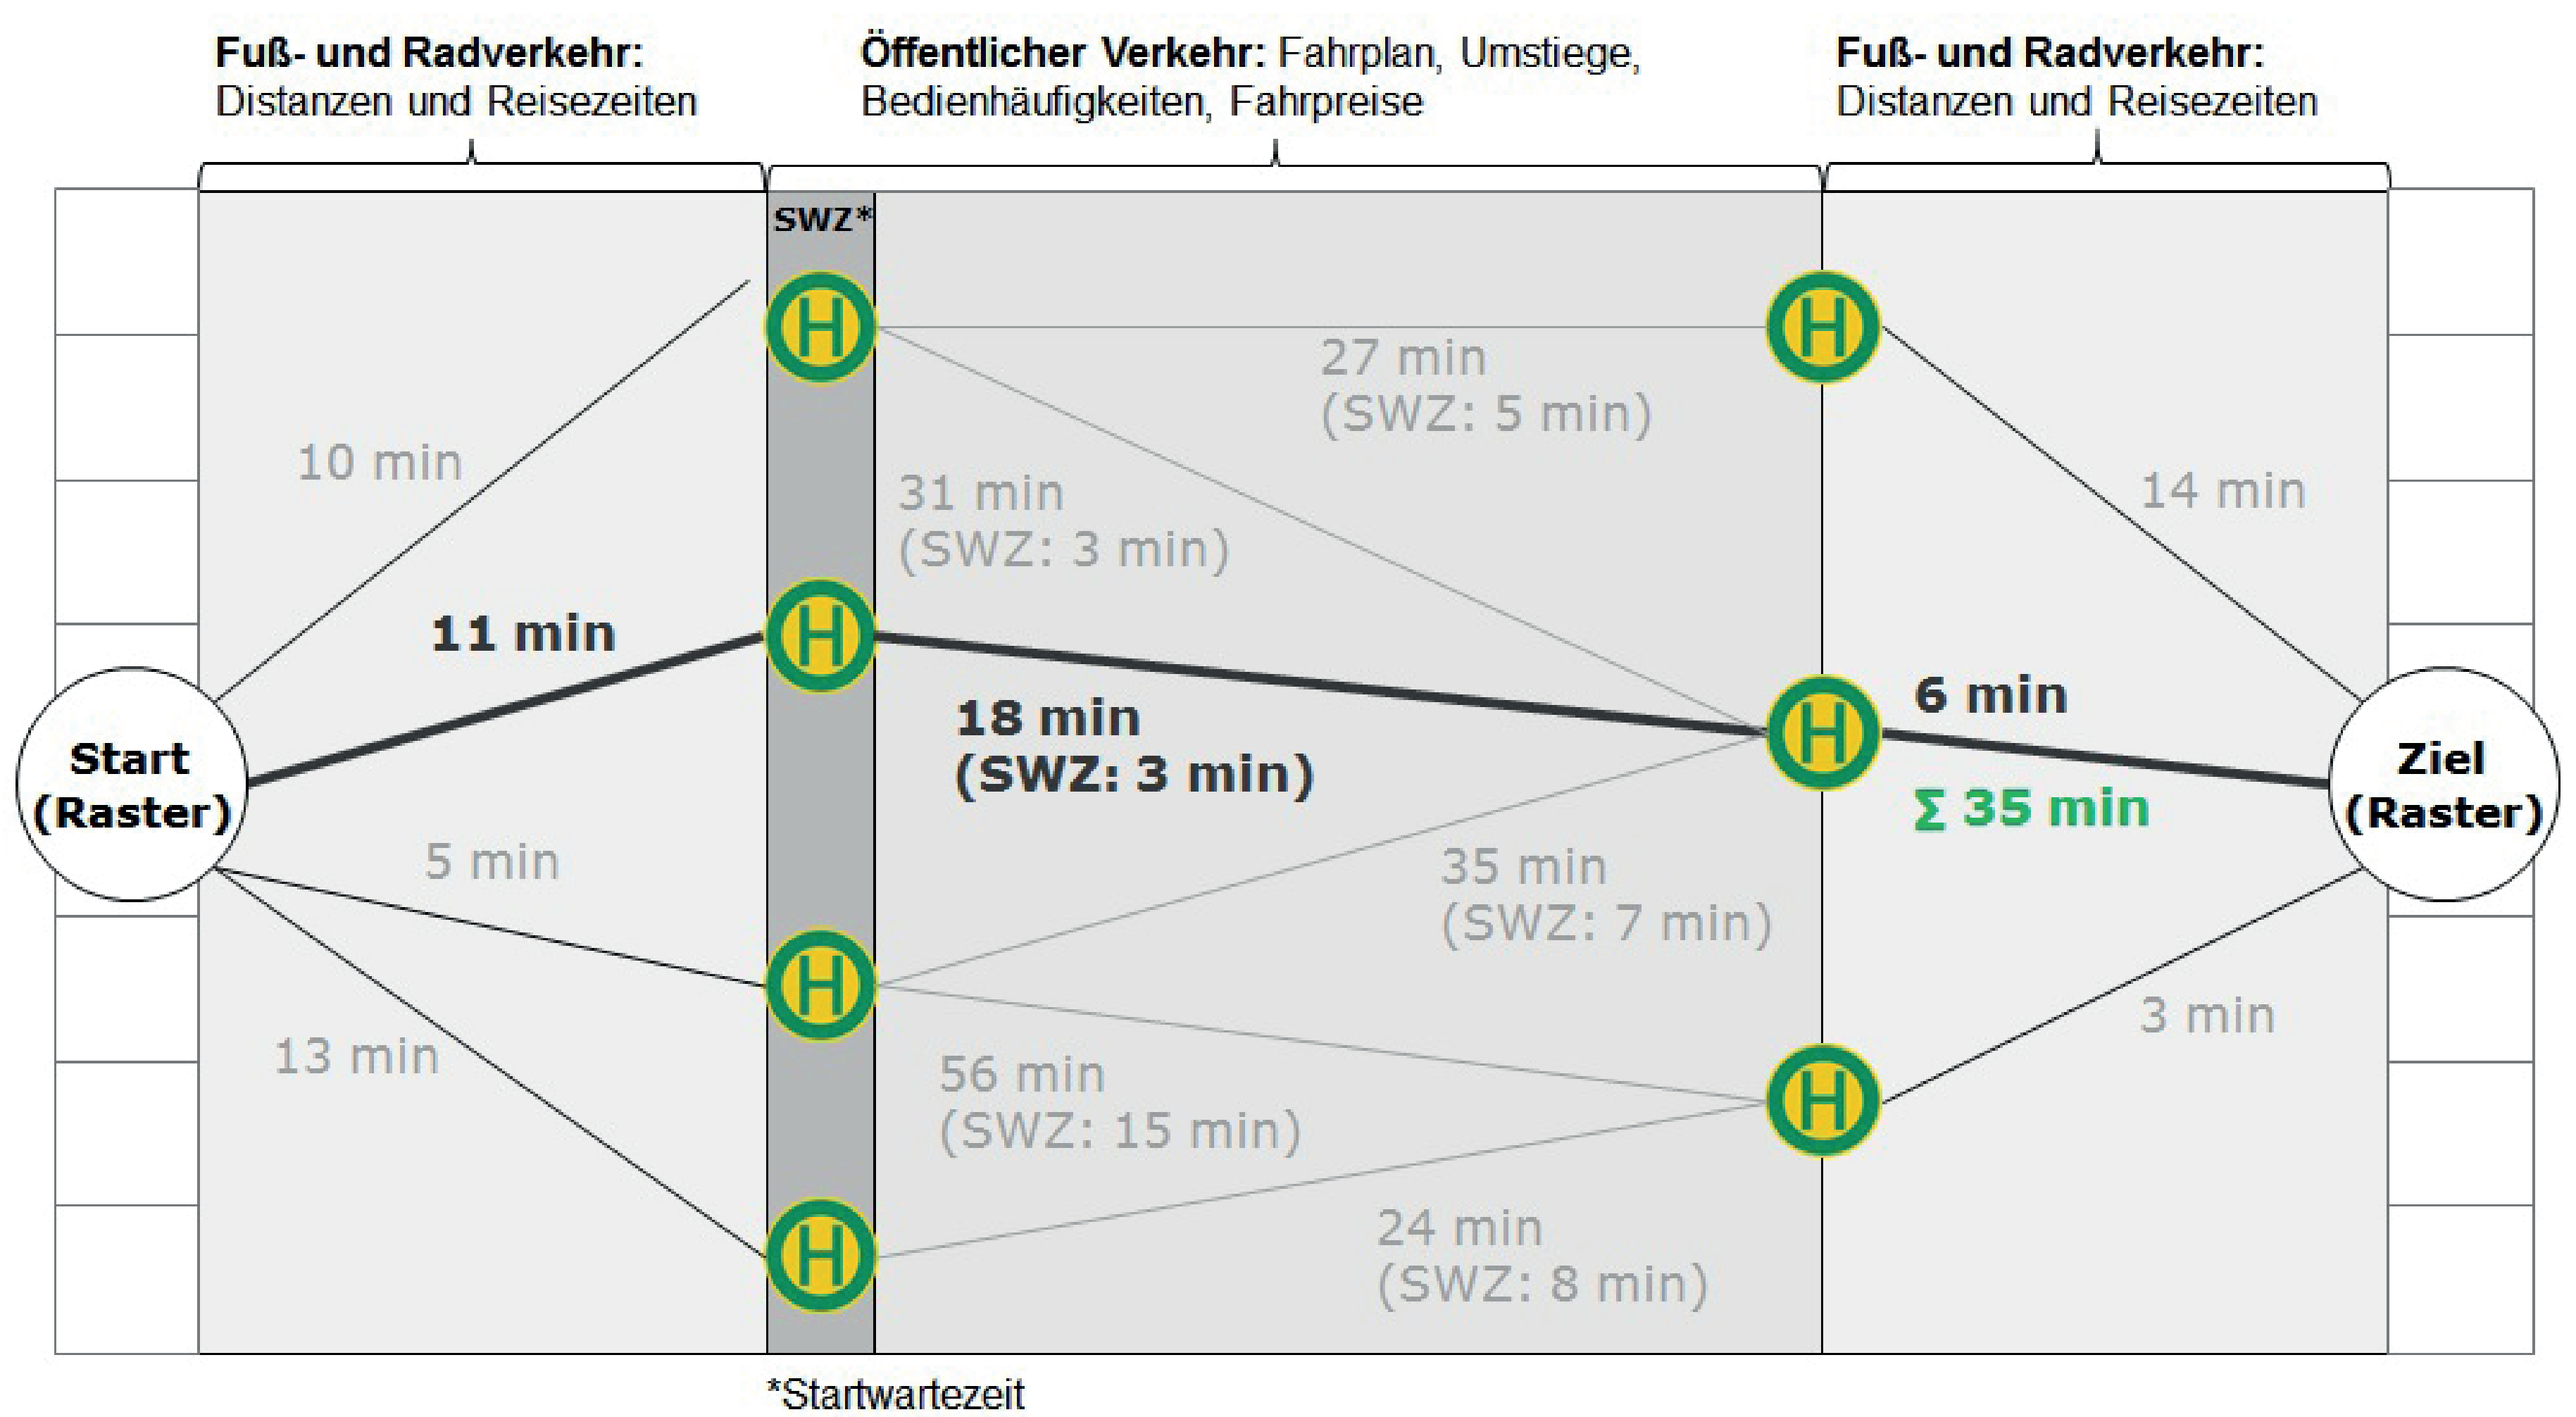 Fuß- und Radverkehr:
Distanzen und Reisezeiten
Öffentlicher Verkehr: Fahrplan, Umstiege,
Bedienhäufigkeiten, Fahrpreise
Fuß- und Radverkehr:
Distanzen und Reisezeiten
SWZ*
H
H
27 min
(SWZ: 5 min)
10 min
31 min
(SWZ: 3 min)
14 min
11 min
H
18 min
(SWZ: 3 min)
H
6 min
Σ 35 min
Start
(Raster)
Ziel
(Raster)
5 min
35 min
(SWZ: 7 min)
H
13 min
56 min
(SWZ: 15 min)
H
3 min
H
24 min
(SWZ: 8 min)
*Startwartezeit